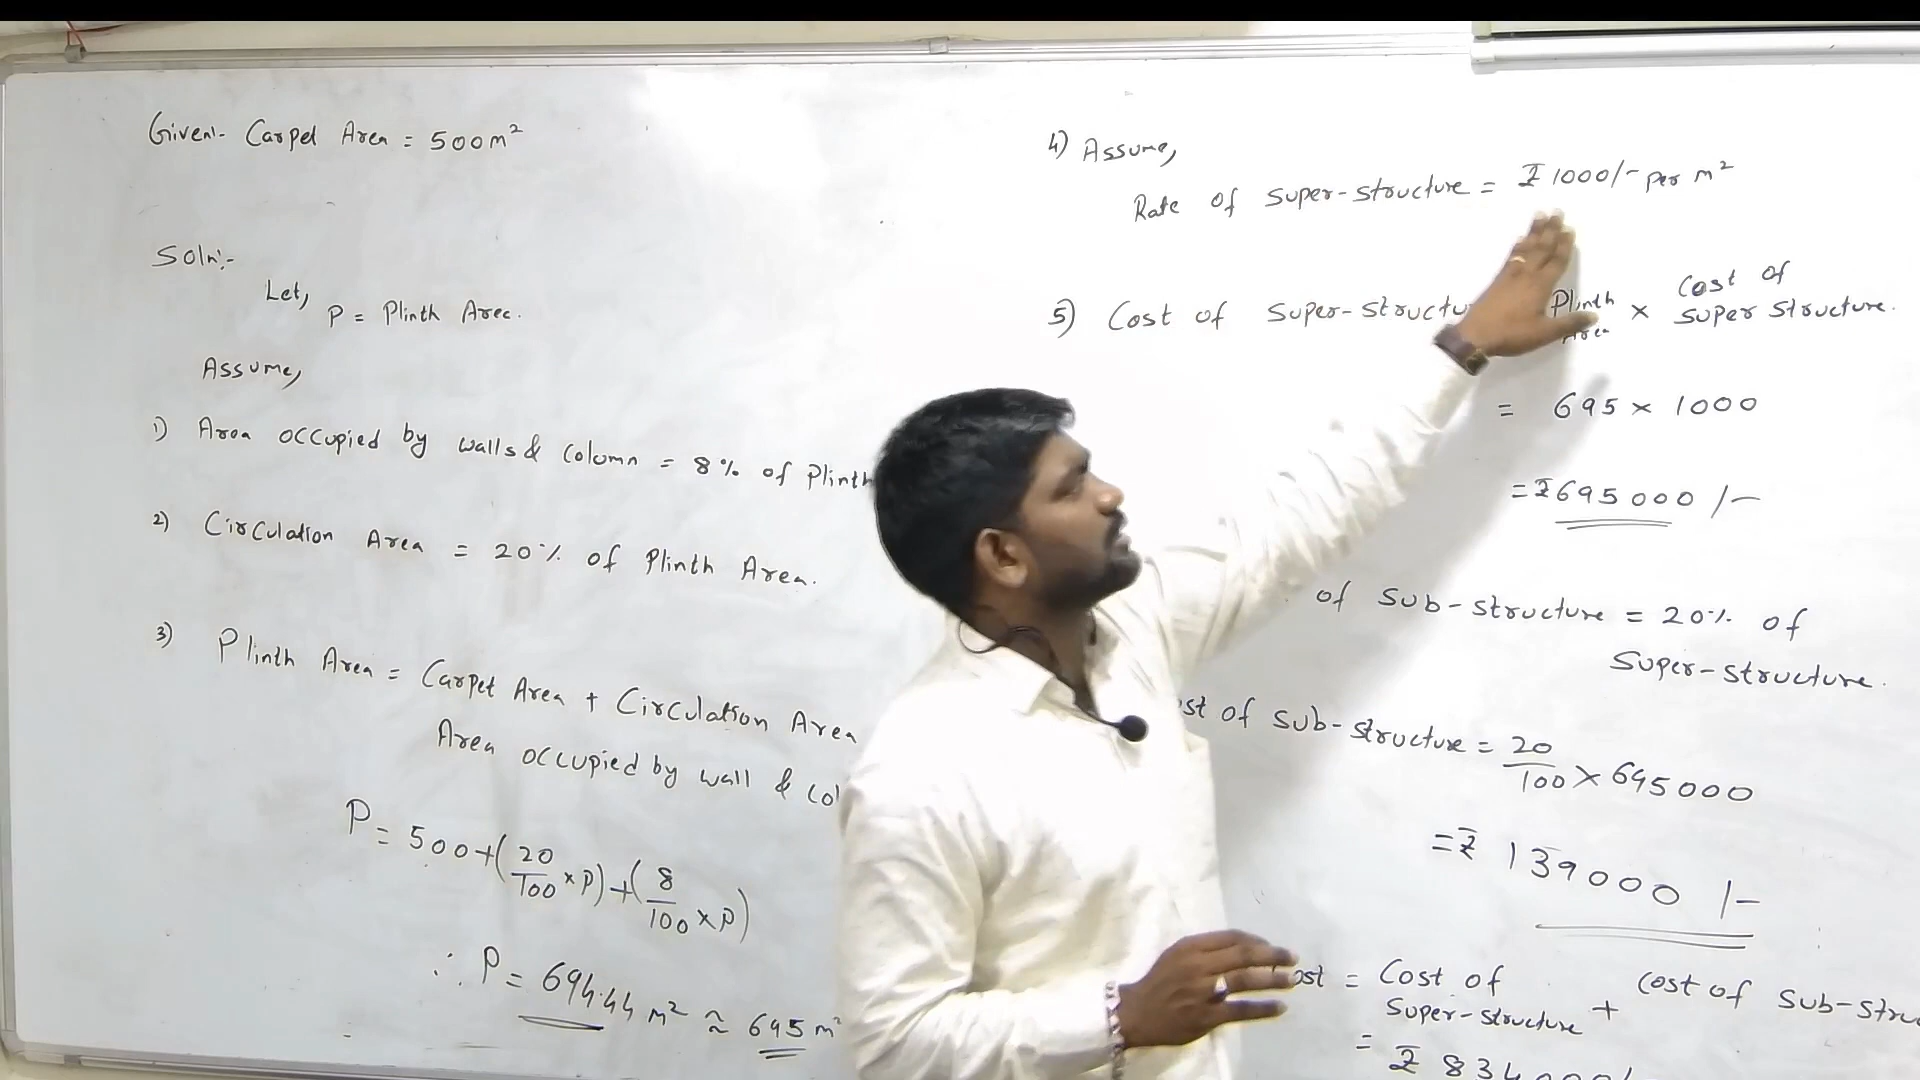 Given:- Carpet Area = 500m²
Soln:-
Let,
P = Plinth Area.
Assume,
1) Area occupied by walls & column = 8% of Plinth
2) Circulation Area = 20% of Plinth Area.
3) Plinth Area = Carpet Area + Circulation Area
Area occupied by wall & col
P = 500+(20/100 × P)+(8/100 × P)
∴ P = 694.44 m² ≈ 695 m²
4) Assume,
Rate of super-structure = ₹ 1000/- per m²
5) Cost of super-structu Plinth Area × Cost of super structure.
= 695 × 1000
= ₹695000/-
of sub-structure = 20% of
super-structure.
st of sub-structure = 20/100 × 695000
= ₹ 139000/-
ost = Cost of super-structure + Cost of sub-stru
= ₹ 834000/